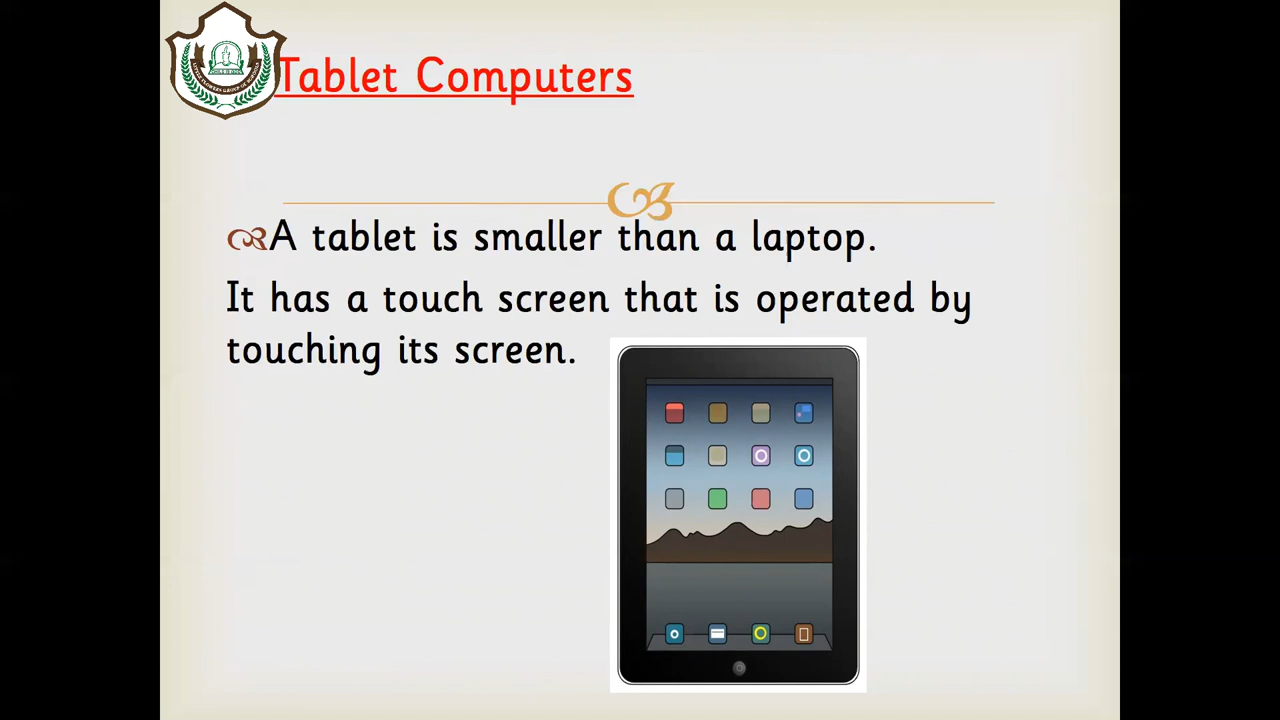 Tablet Computers
A tablet is smaller than a laptop.
It has a touch screen that is operated by
touching its screen.